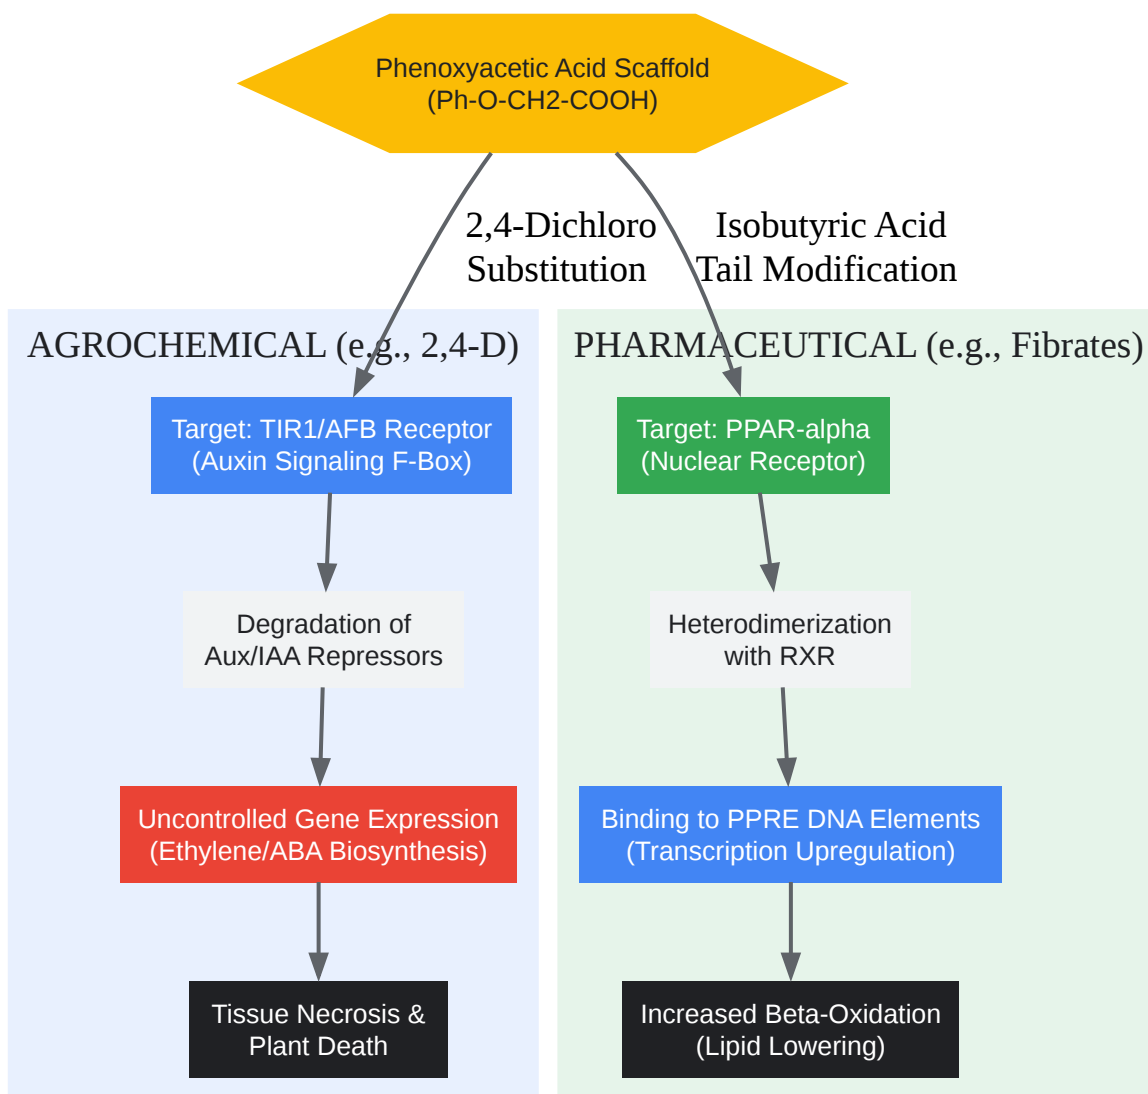 Phenoxyacetic Acid Scaffold
(Ph-O-CH2-COOH)
2,4-Dichloro
Substitution
Isobutyric Acid
Tail Modification
AGROCHEMICAL (e.g., 2,4-D)
Target: TIR1/AFB Receptor
(Auxin Signaling F-Box)
Degradation of
Aux/IAA Repressors
Uncontrolled Gene Expression
(Ethylene/ABA Biosynthesis)
Tissue Necrosis &
Plant Death
PHARMACEUTICAL (e.g., Fibrates)
Target: PPAR-alpha
(Nuclear Receptor)
Heterodimerization
with RXR
Binding to PPRE DNA Elements
(Transcription Upregulation)
Increased Beta-Oxidation
(Lipid Lowering)